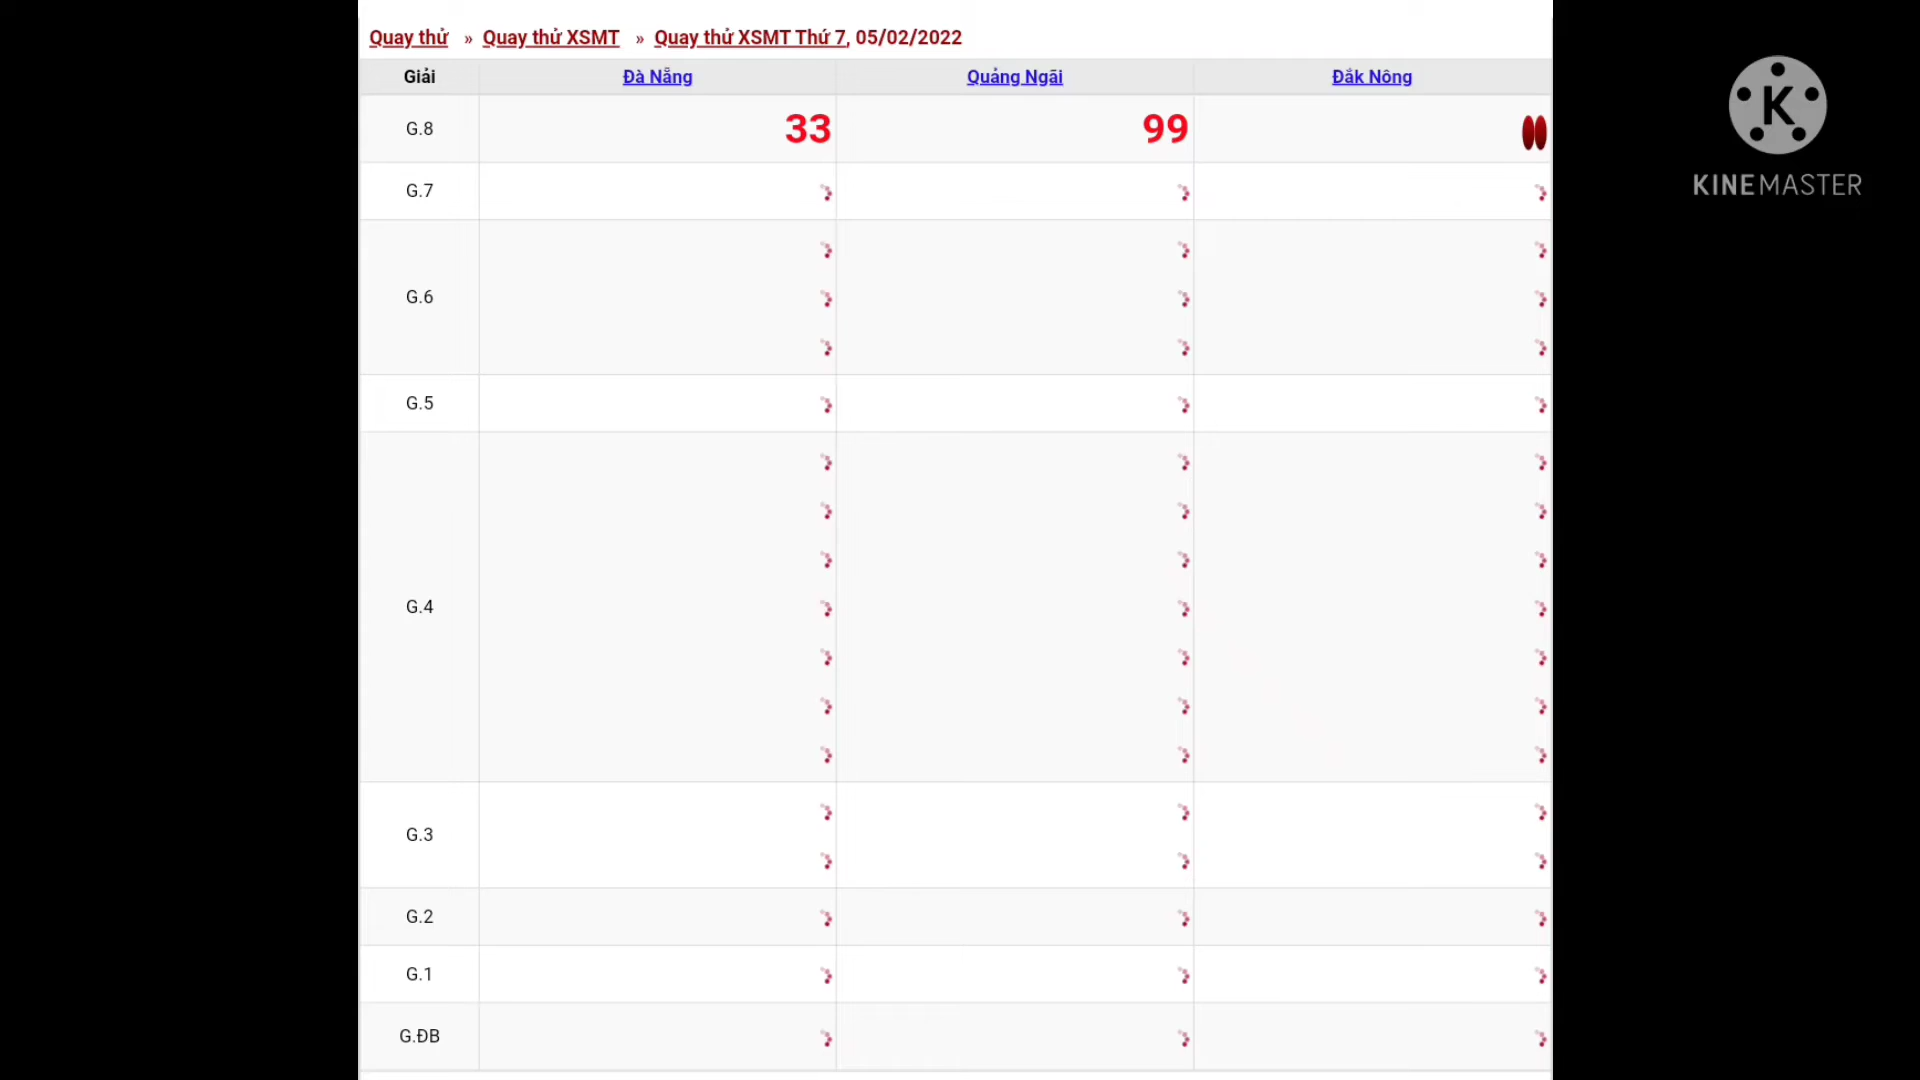 Quay thử » Quay thử XSMT » Quay thử XSMT Thứ 7, 05/02/2022
Giải Đà Nẵng Quảng Ngãi Đắk Nông
G.8 33 99
G.7
G.6
G.5
G.4
G.3
G.2
G.1
G.ĐB
K
KINEMASTER